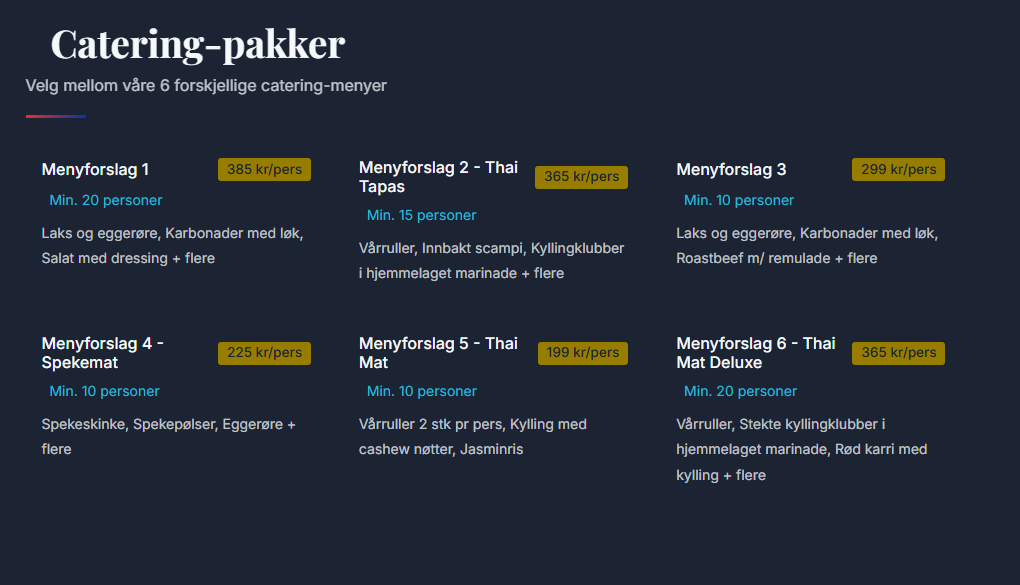 Catering-pakker
Velg mellom våre 6 forskjellige catering-menyer
Menyforslag 1
385 kr/pers
Min. 20 personer
Laks og eggerøre, Karbonader med løk,
Salat med dressing + flere
Menyforslag 2 - Thai
Tapas
365 kr/pers
Min. 15 personer
Vårruller, Innbakt scampi, Kyllingklubber
i hjemmelaget marinade + flere
Menyforslag 3
299 kr/pers
Min. 10 personer
Laks og eggerøre, Karbonader med løk,
Roastbeef m/ remulade + flere
Menyforslag 4 -
Spekemat
225 kr/pers
Min. 10 personer
Spekeskinke, Spekepølser, Eggerøre +
flere
Menyforslag 5 - Thai
Mat
199 kr/pers
Min. 10 personer
Vårruller 2 stk pr pers, Kylling med
cashew nøtter, Jasminris
Menyforslag 6 - Thai
Mat Deluxe
365 kr/pers
Min. 20 personer
Vårruller, Stekte kyllingklubber i
hjemmelaget marinade, Rød karri med
kylling + flere